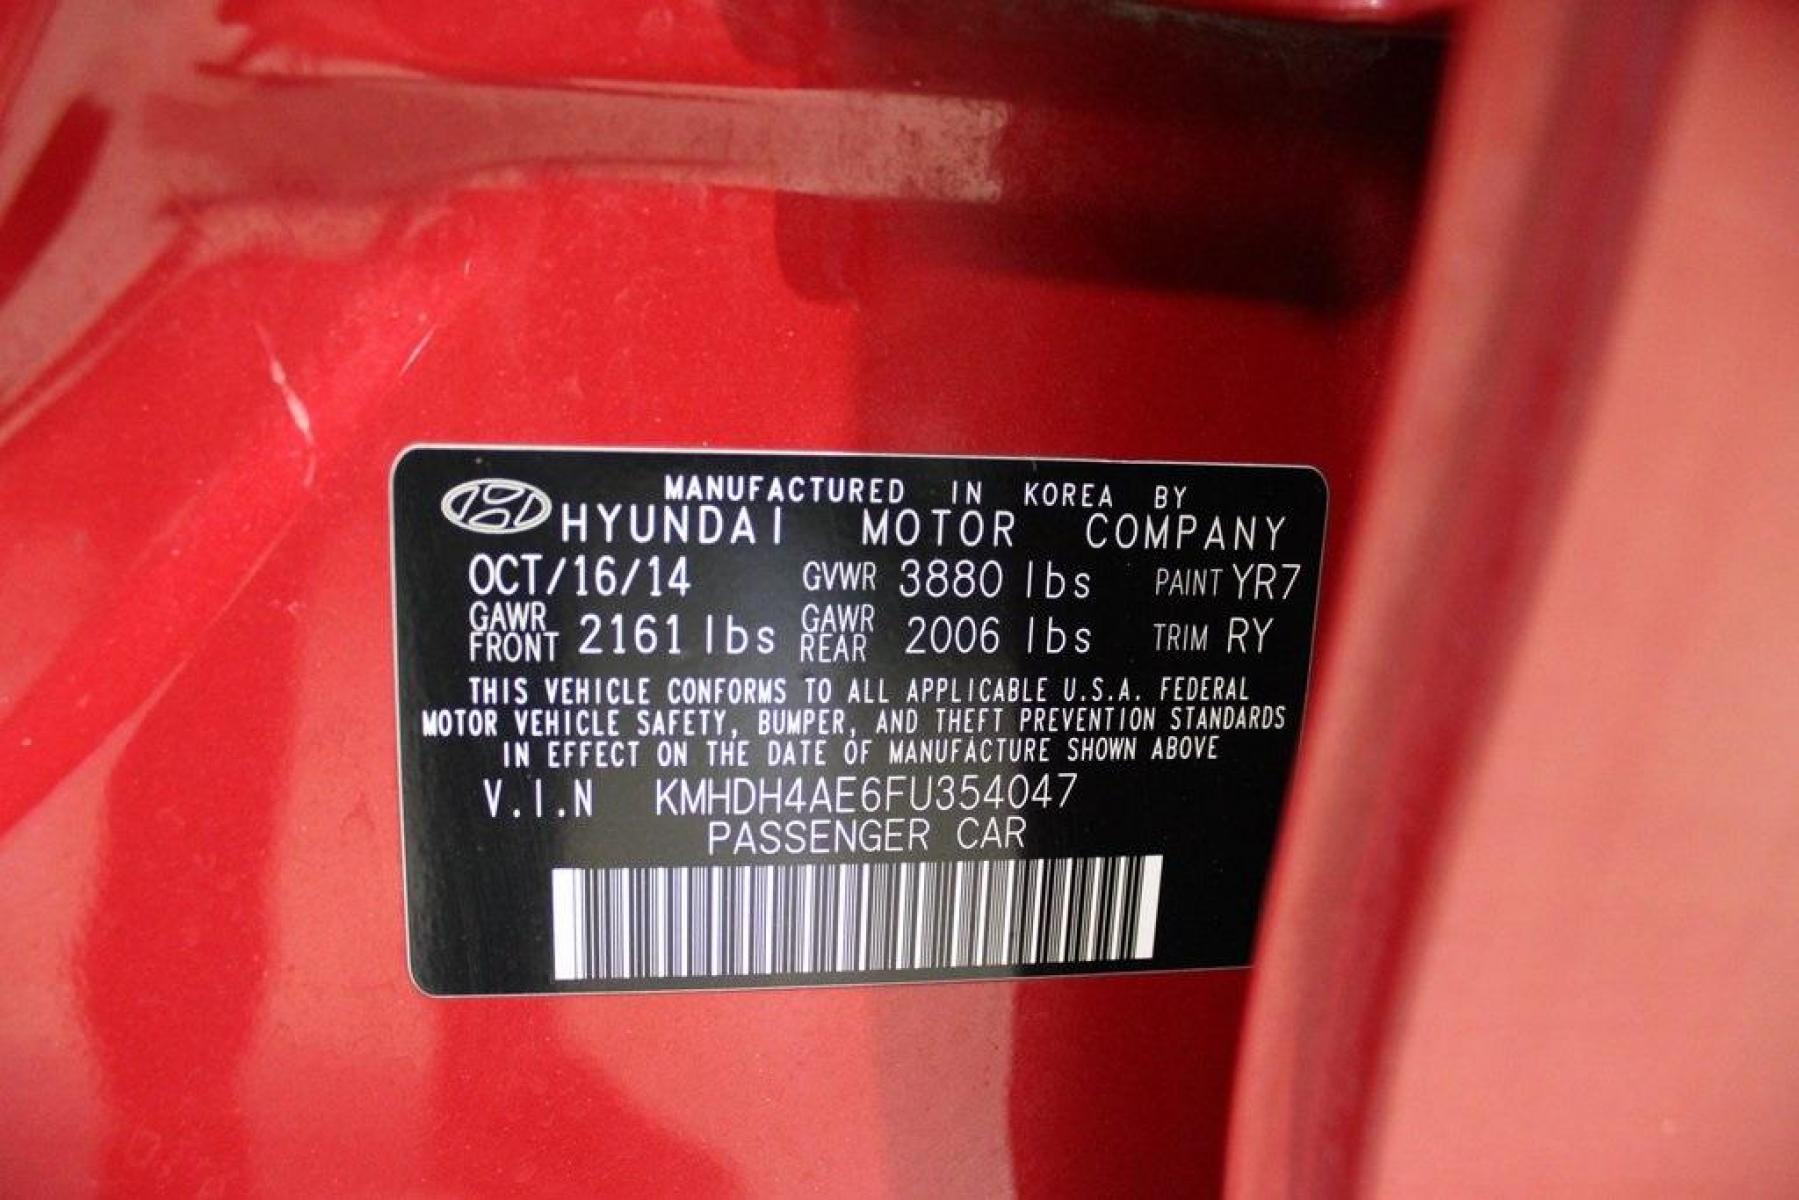 MANUFACTURED IN KOREA BY
HYUNDAI MOTOR COMPANY
OCT/16/14 GVWR 3880 lbs PAINT YR7
GAWR FRONT 2161 lbs GAWR REAR 2006 lbs TRIM RY
THIS VEHICLE CONFORMS TO ALL APPLICABLE U.S.A. FEDERAL
MOTOR VEHICLE SAFETY, BUMPER, AND THEFT PREVENTION STANDARDS
IN EFFECT ON THE DATE OF MANUFACTURE SHOWN ABOVE
V.I.N KMHDH4AE6FU354047
PASSENGER CAR